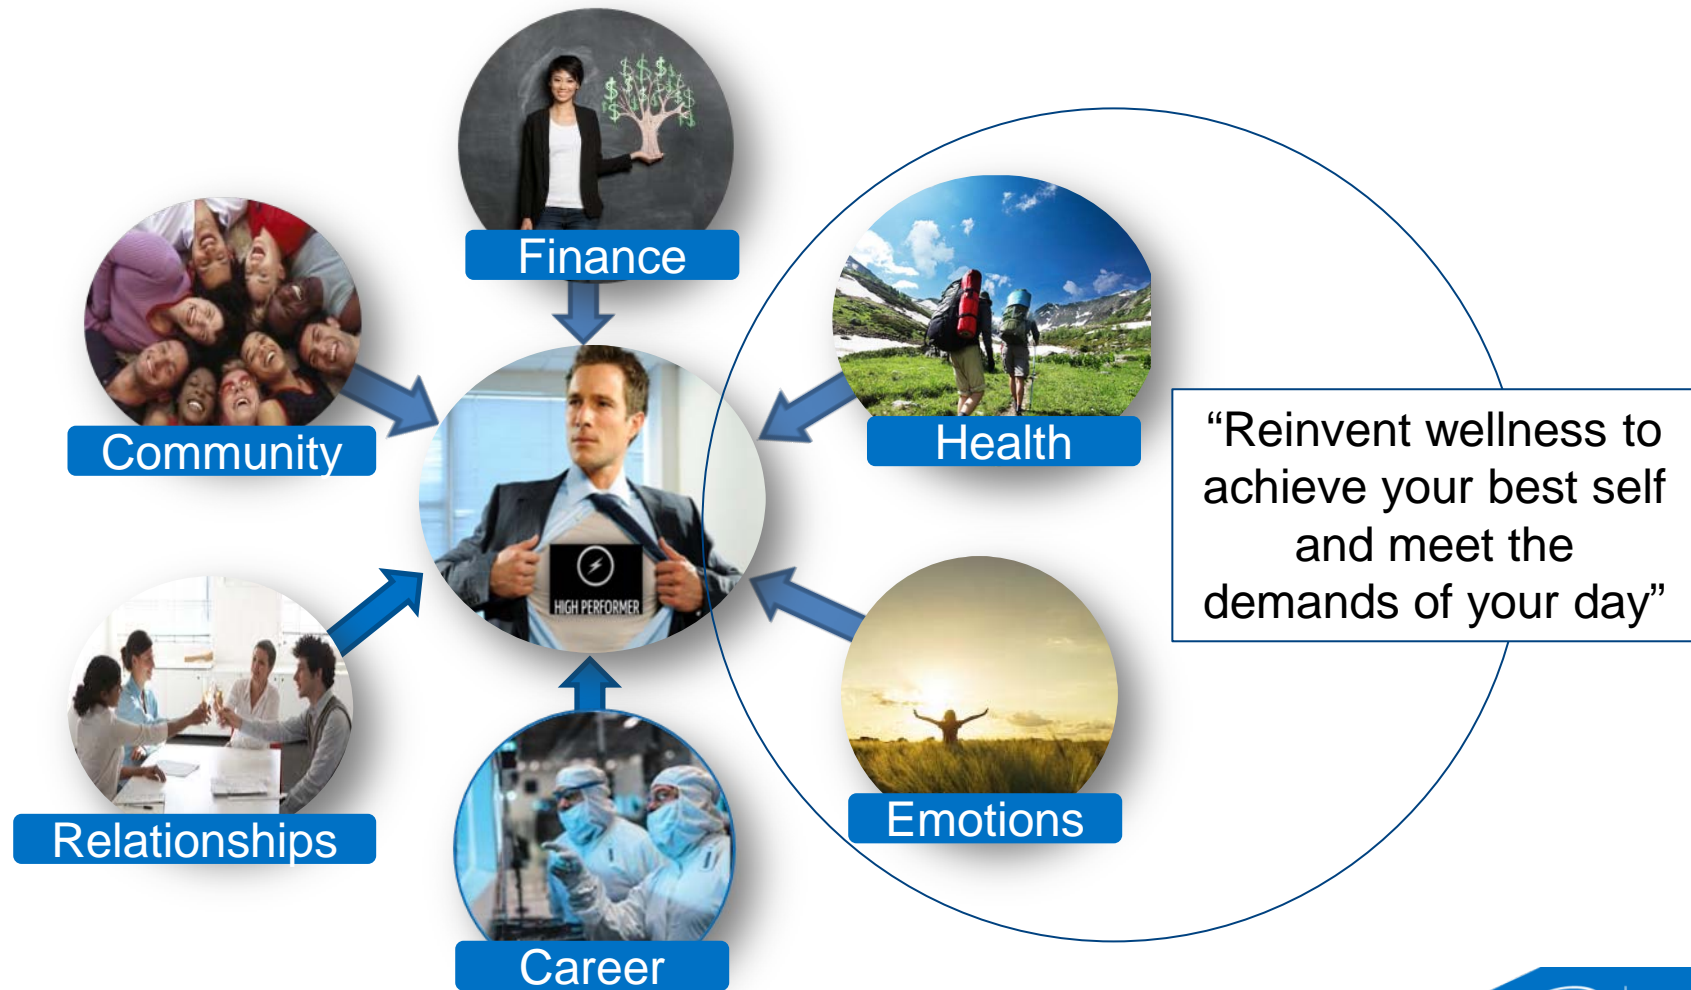 Finance
Community
Health
HIGH PERFORMER
“Reinvent wellness to
achieve your best self
and meet the
demands of your day”
Relationships
Emotions
Career